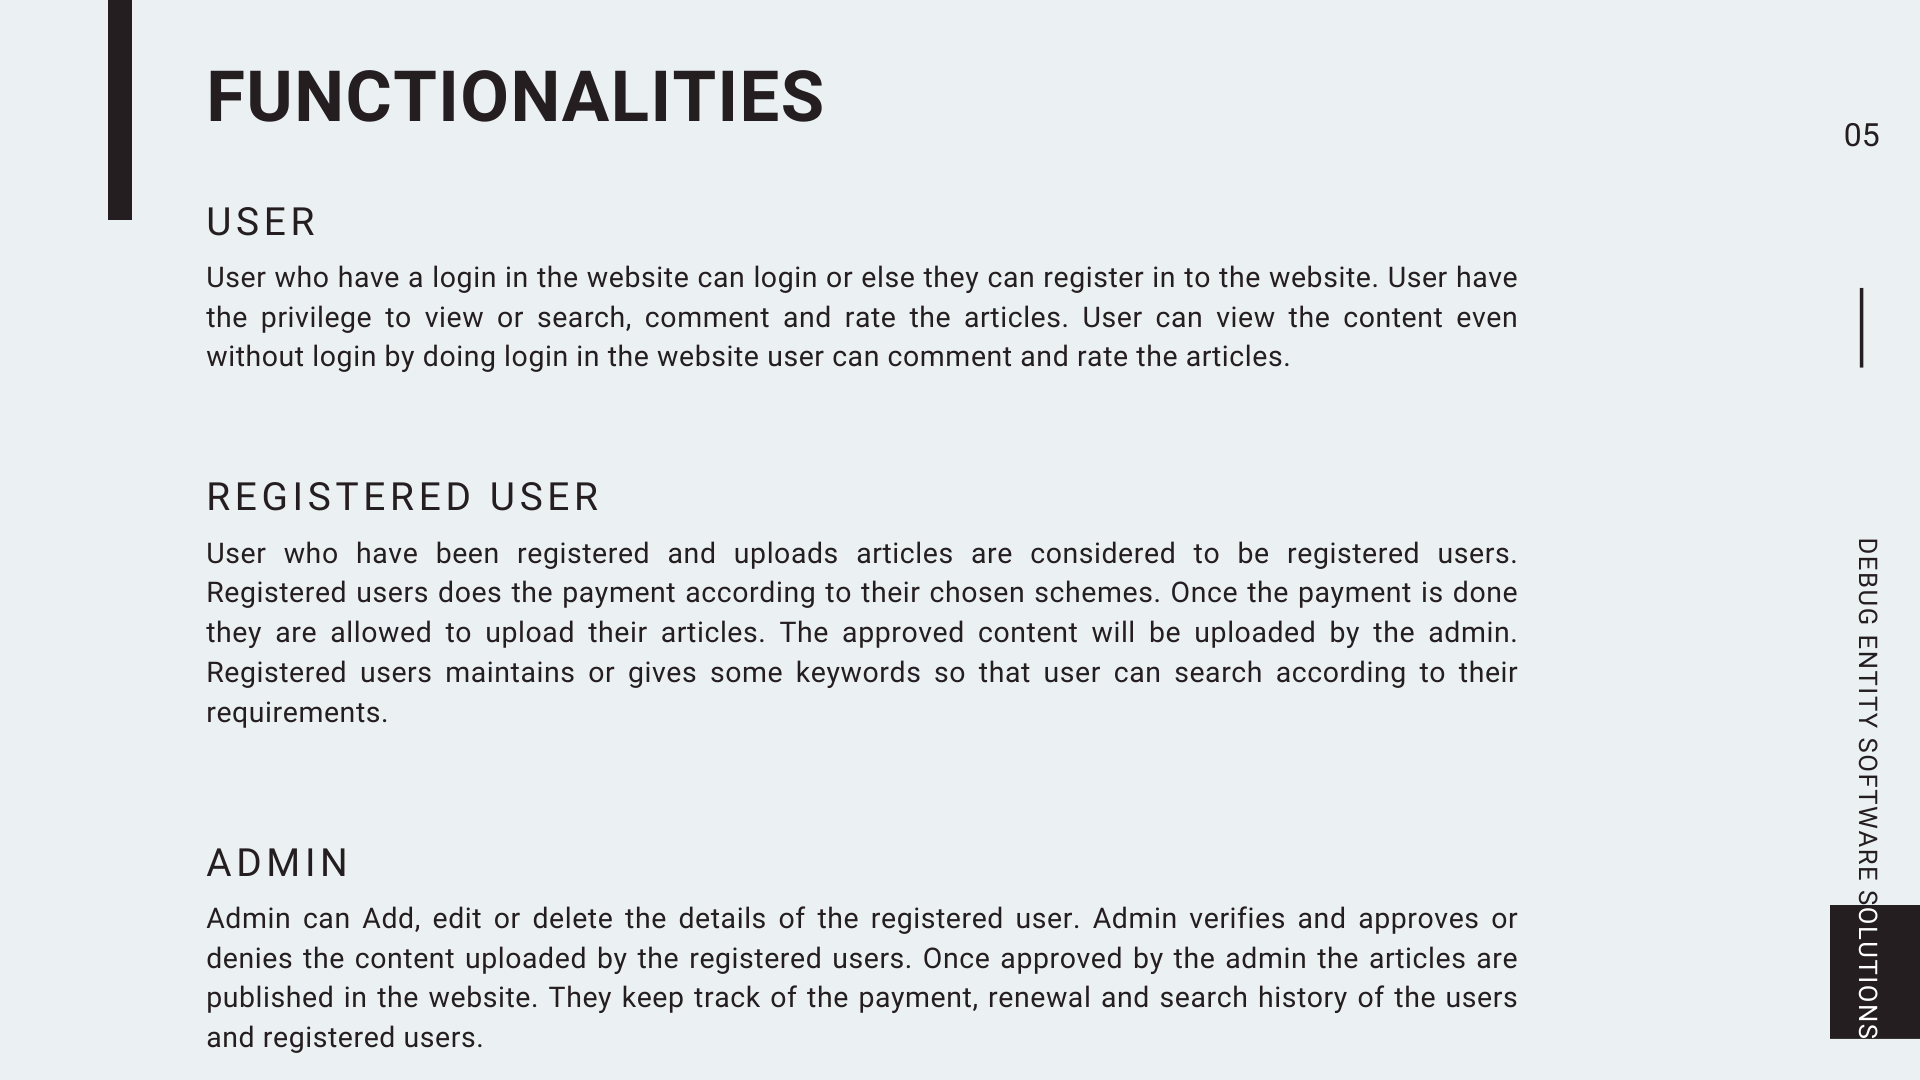 FUNCTIONALITIES
05
USER
User who have a login in the website can login or else they can register in to the website. User have
the privilege to view or search, comment and rate the articles. User can view the content even
without login by doing login in the website user can comment and rate the articles.
REGISTERED USER
User who have been registered and uploads articles are considered to be registered users.
Registered users does the payment according to their chosen schemes. Once the payment is done
they are allowed to upload their articles. The approved content will be uploaded by the admin.
Registered users maintains or gives some keywords so that user can search according to their
requirements.
ADMIN
Admin can Add, edit or delete the details of the registered user. Admin verifies and approves or
denies the content uploaded by the registered users. Once approved by the admin the articles are
published in the website. They keep track of the payment, renewal and search history of the users
and registered users.
DEBUG ENTITY SOFTWARE SOLUTIONS